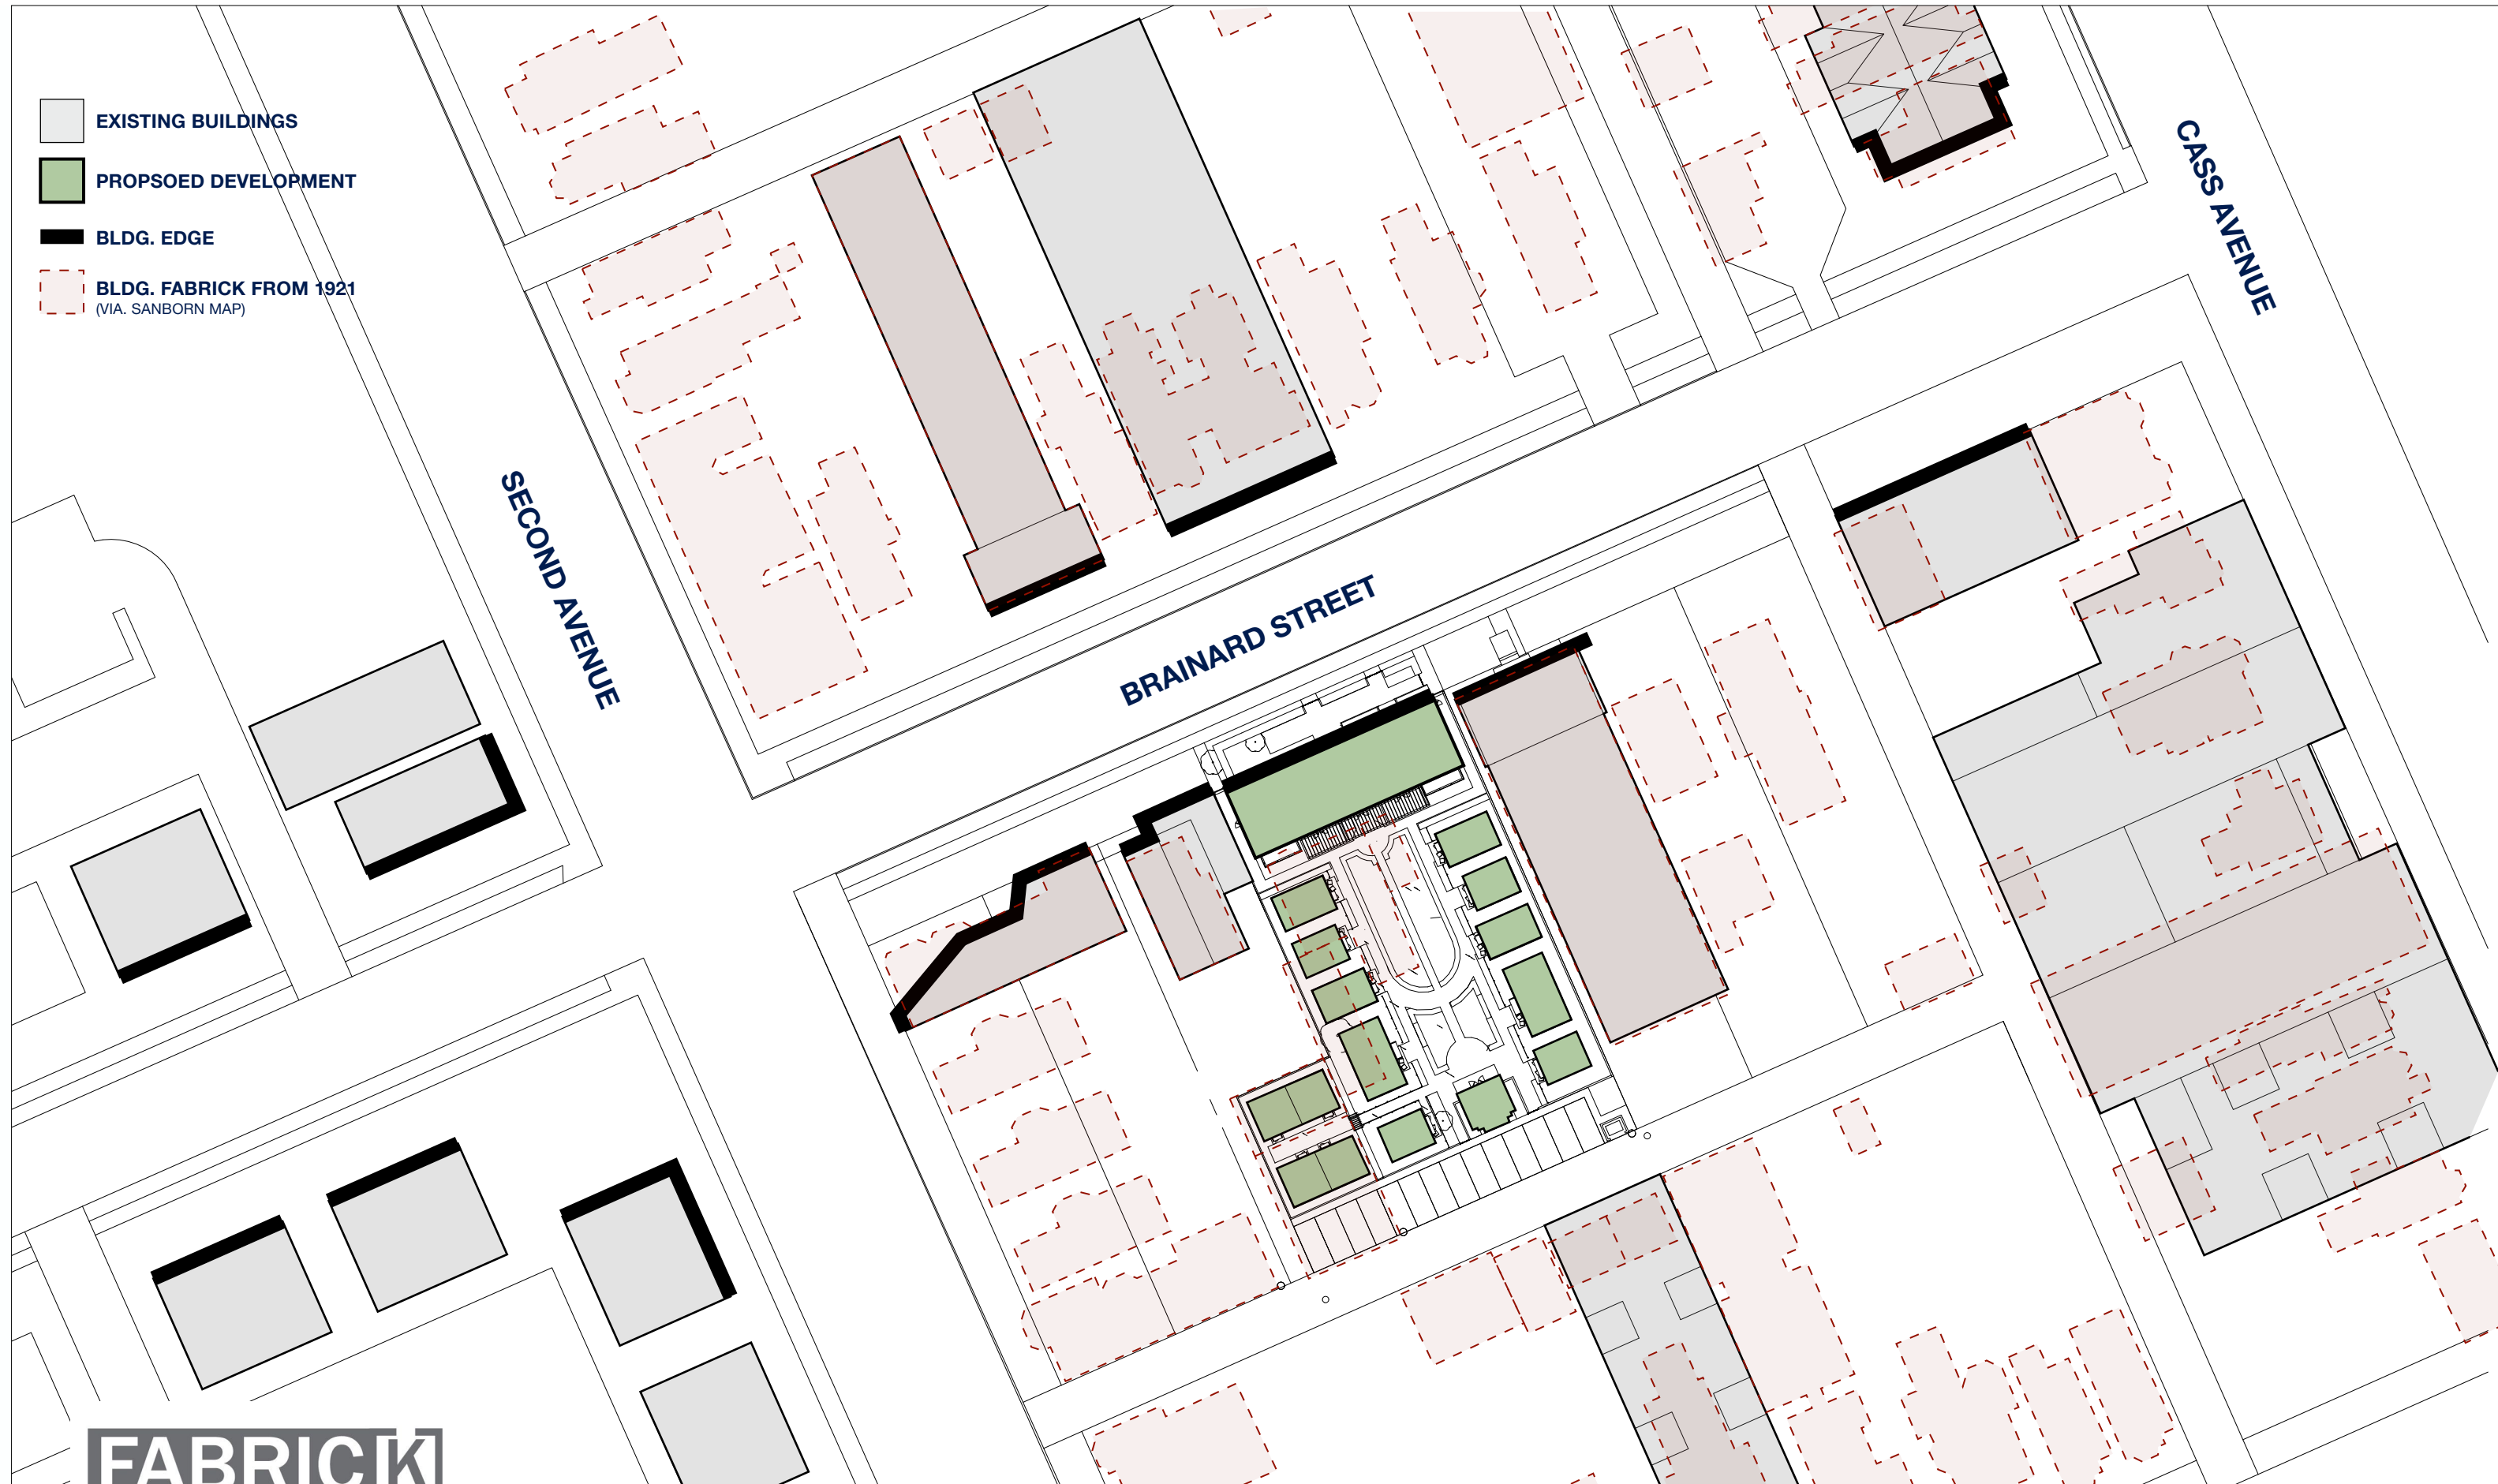 EXISTING BUILDINGS
PROPSOED DEVELOPMENT
BLDG. EDGE
BLDG. FABRICK FROM 1921
(VIA. SANBORN MAP)
CASS AVENUE
SECOND AVENUE
BRAINARD STREET
FABRICK